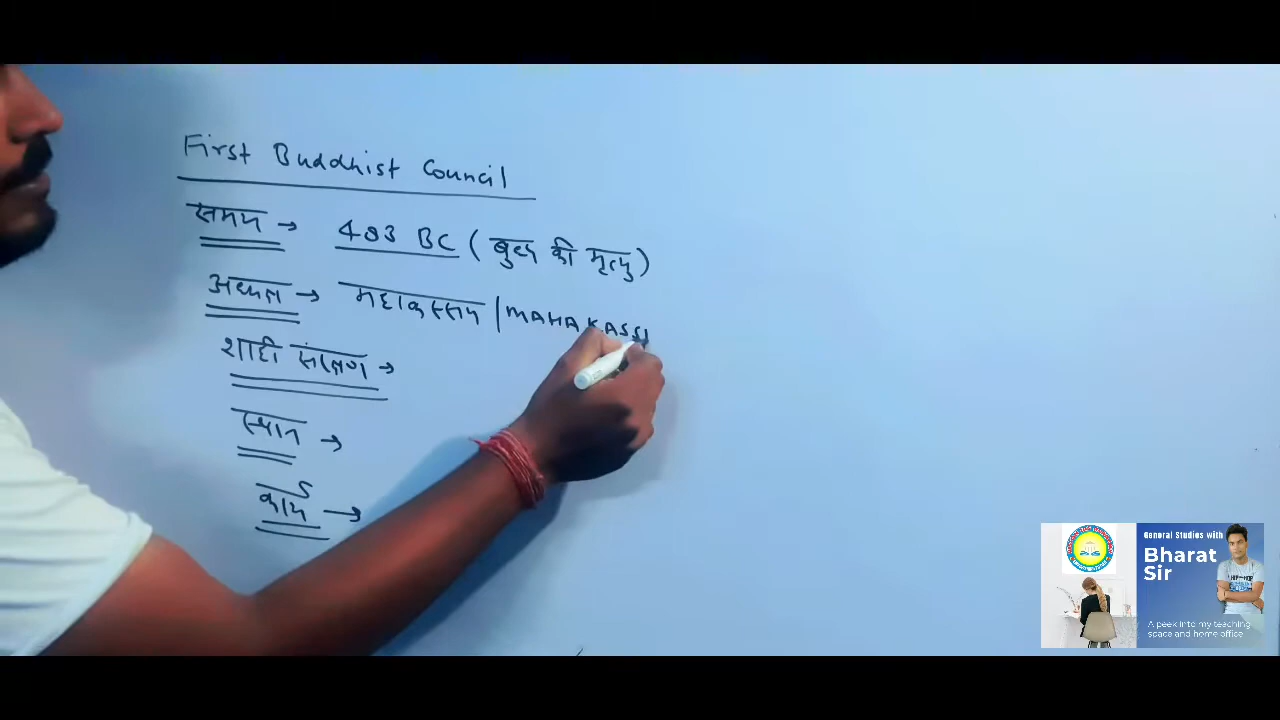 First Buddhist Council
समय → 483 BC (बुद्ध की मृत्यु)
अध्यक्ष → महाकस्सप | MAHAKASS
शाही संरक्षण →
स्थान →
कार्य →
General Studies with
Bharat
Sir
A peek into my teaching
space and home office